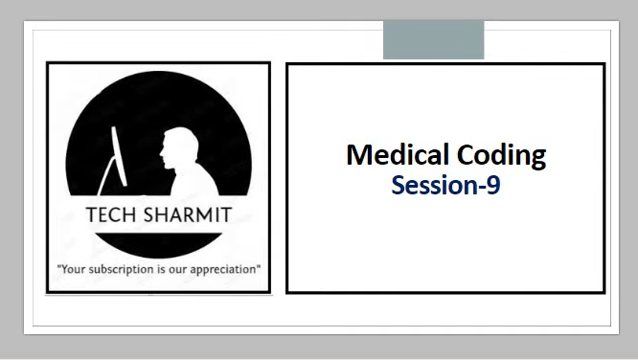 TECH SHARMIT
"Your subscription is our appreciation"
Medical Coding
Session-9